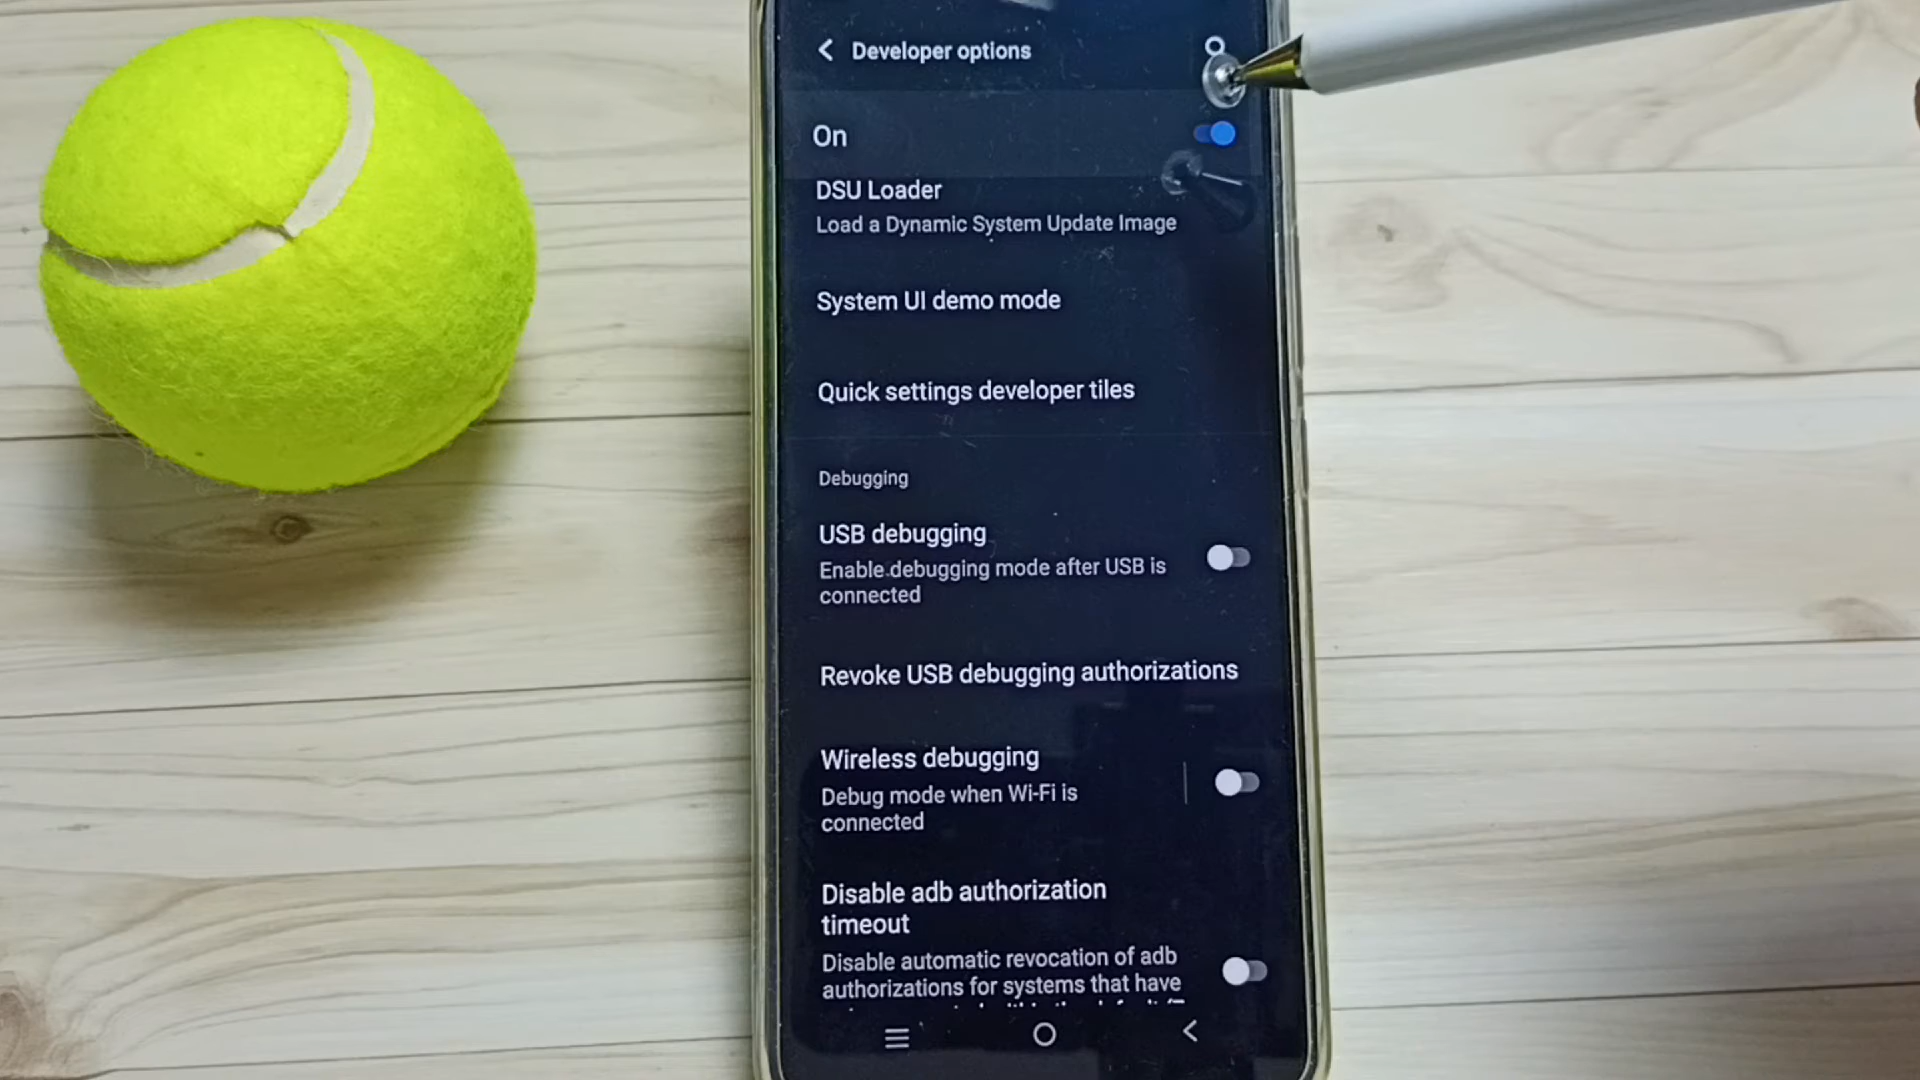 Developer options
On
DSU Loader
Load a Dynamic System Update Image
System UI demo mode
Quick settings developer tiles
Debugging
USB debugging
Enable debugging mode after USB is
connected
Revoke USB debugging authorizations
Wireless debugging
Debug mode when Wi-Fi is
connected
Disable adb authorization
timeout
Disable automatic revocation of adb
authorizations for systems that have